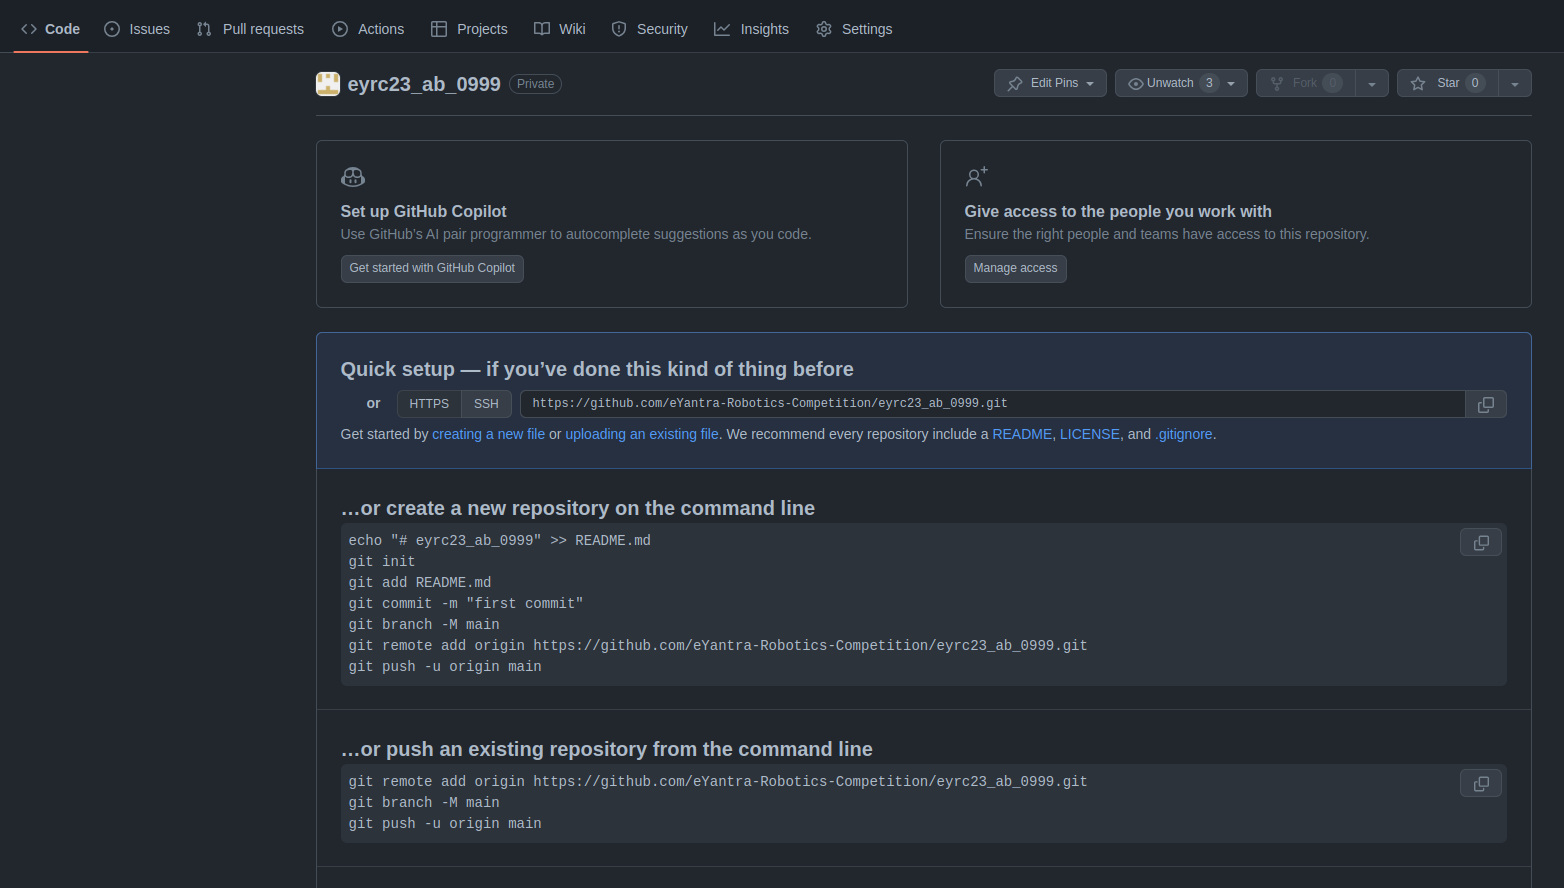 Code Issues Pull requests Actions Projects Wiki Security Insights Settings
eyrc23_ab_0999 Private Edit Pins Unwatch 3 Fork 0 Star 0
Set up GitHub Copilot
Use GitHub's AI pair programmer to autocomplete suggestions as you code.
Get started with GitHub Copilot
Give access to the people you work with
Ensure the right people and teams have access to this repository.
Manage access
Quick setup — if you've done this kind of thing before
or HTTPS SSH https://github.com/eYantra-Robotics-Competition/eyrc23_ab_0999.git
Get started by creating a new file or uploading an existing file. We recommend every repository include a README, LICENSE, and .gitignore.
…or create a new repository on the command line
echo "# eyrc23_ab_0999" >> README.md
git init
git add README.md
git commit -m "first commit"
git branch -M main
git remote add origin https://github.com/eYantra-Robotics-Competition/eyrc23_ab_0999.git
git push -u origin main
…or push an existing repository from the command line
git remote add origin https://github.com/eYantra-Robotics-Competition/eyrc23_ab_0999.git
git branch -M main
git push -u origin main